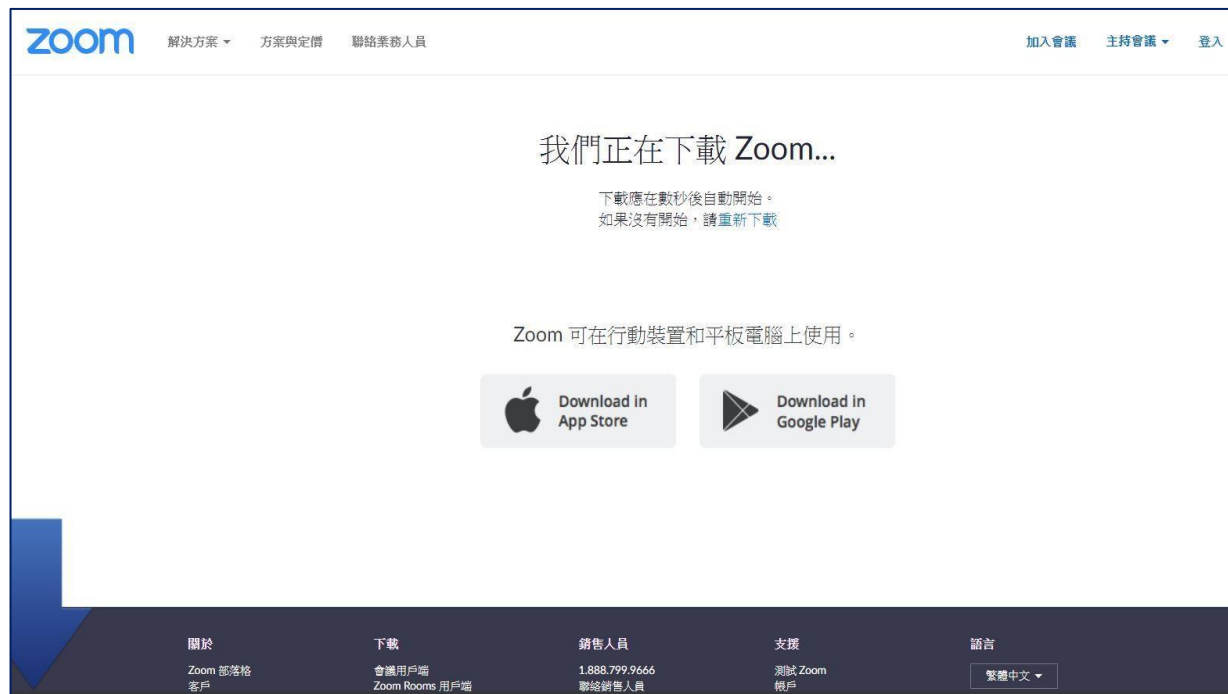 zoom 解決方案 方案與定價 聯絡業務人員 加入會議 主持會議 登入
我們正在下載 Zoom...
下載應在數秒後自動開始。
如果沒有開始，請重新下載
Zoom 可在行動裝置和平板電腦上使用。
Download in
App Store
Download in
Google Play
關於
Zoom 部落格
客戶
下載
會議用戶端
Zoom Rooms 用戶端
銷售人員
1.888.799.9666
聯絡銷售人員
支援
測試 Zoom
帳戶
語言
繁體中文